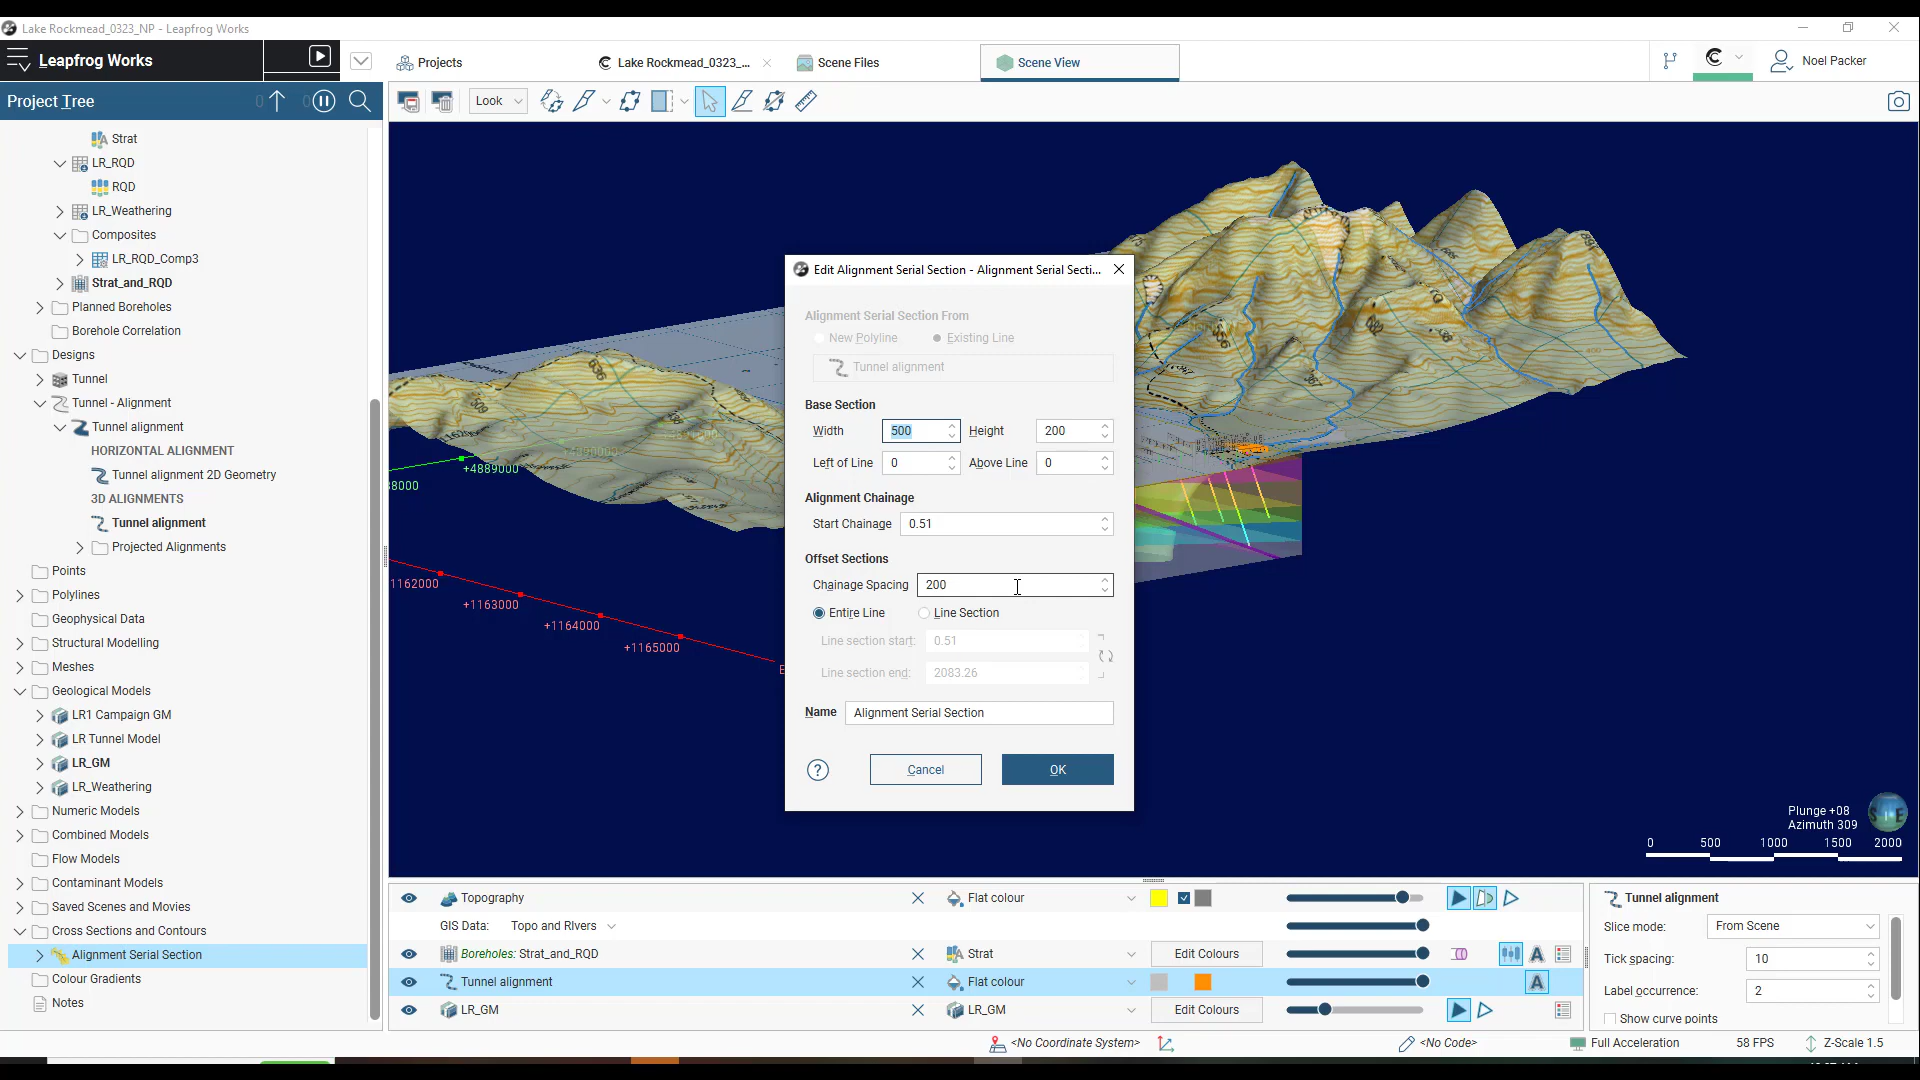 Lake Rockmead_0323_NP - Leapfrog Works
Leapfrog Works
Projects
Lake Rockmead_0323_...
Scene Files
Scene View
Noel Packer
Project Tree
Look
Strat
LR_RQD
RQD
LR_Weathering
Composites
LR_RQD_Comp3
Strat_and_RQD
Planned Boreholes
Borehole Correlation
Designs
Tunnel
Tunnel - Alignment
Tunnel alignment
HORIZONTAL ALIGNMENT
Tunnel alignment 2D Geometry
3D ALIGNMENTS
Tunnel alignment
Projected Alignments
Points
Polylines
Geophysical Data
Structural Modelling
Meshes
Geological Models
LR1 Campaign GM
LR Tunnel Model
LR_GM
LR_Weathering
Numeric Models
Combined Models
Flow Models
Contaminant Models
Saved Scenes and Movies
Cross Sections and Contours
Alignment Serial Section
Colour Gradients
Notes
636
509
+4890000
+4889000
8000
1162000
+1163000
+1164000
+1165000
E
Edit Alignment Serial Section - Alignment Serial Secti...
Alignment Serial Section From
New Polyline
Existing Line
Tunnel alignment
Base Section
Width 500 Height 200
Left of Line 0 Above Line 0
Alignment Chainage
Start Chainage 0.51
Offset Sections
Chainage Spacing 200
Entire Line
Line Section
Line section start: 0.51
Line section end: 2083.26
Name Alignment Serial Section
?
Cancel
OK
Plunge +08
Azimuth 309
0 500 1000 1500 2000
Topography
Flat colour
GIS Data: Topo and Rivers
Boreholes: Strat_and_RQD
Strat
Edit Colours
Tunnel alignment
Flat colour
LR_GM
LR_GM
Edit Colours
Tunnel alignment
Slice mode: From Scene
Tick spacing: 10
Label occurrence: 2
Show curve points
<No Coordinate System>
<No Code>
Full Acceleration
58 FPS
Z-Scale 1.5